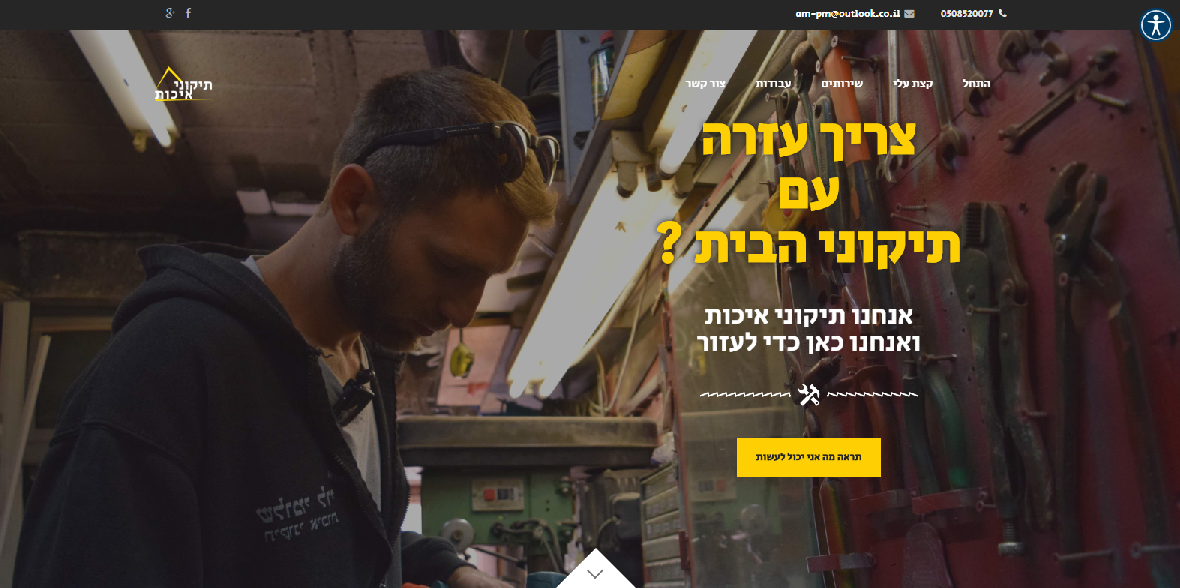 0508520077
am-pm@outlook.co.il
תיקוני
איכות
התחל
קצת עלי
שירותים
עבודות
צור קשר
צריך עזרה
עם
תיקוני הבית ?
אנחנו תיקוני איכות
ואנחנו כאן כדי לעזור
תראה מה אני יכול לעשות